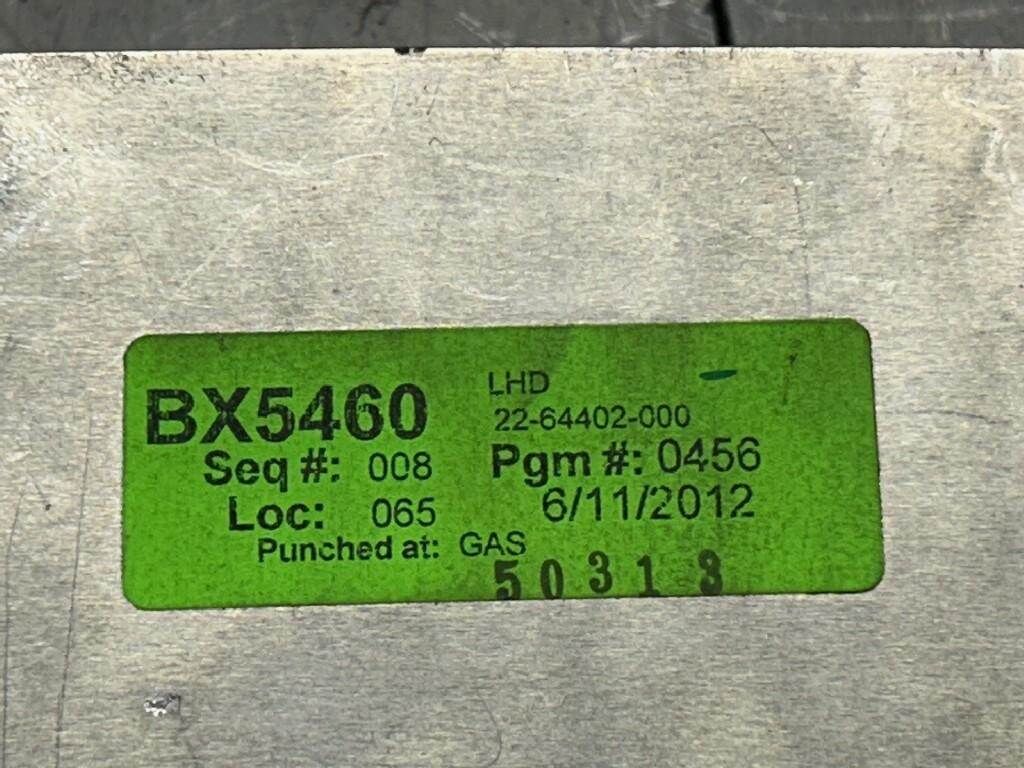 BX5460 LHD
22-64402-000
Seq #: 008 Pgm #: 0456
Loc: 065 6/11/2012
Punched at: GAS
50313